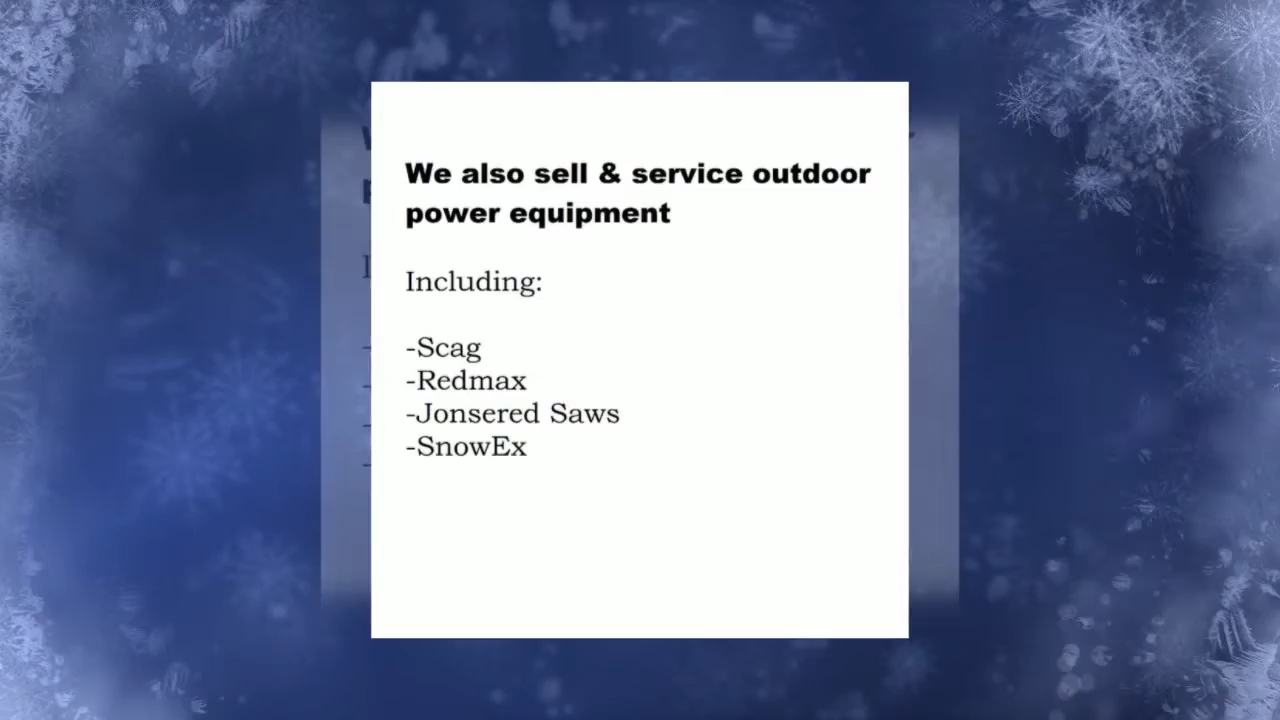 We also sell & service outdoor
power equipment
Including:
-Scag
-Redmax
-Jonsered Saws
-SnowEx